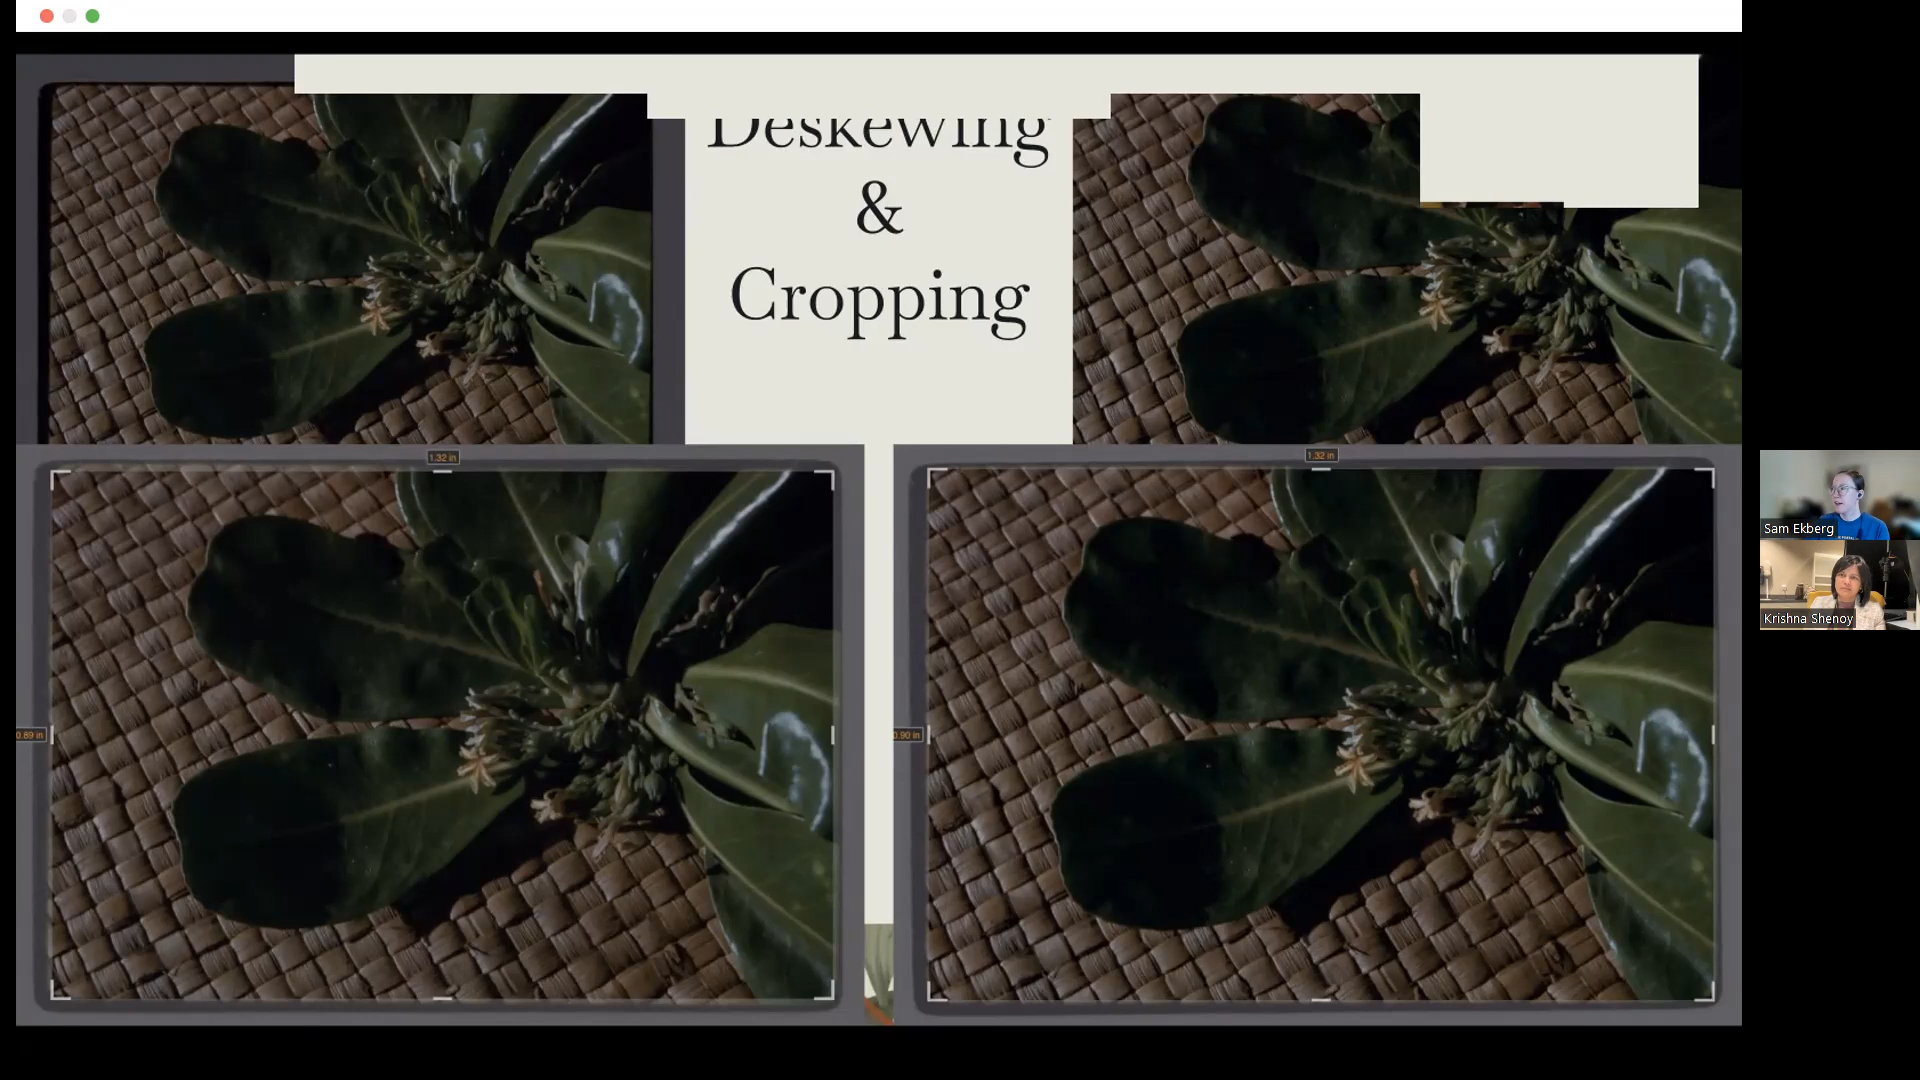 Deskewing
&
Cropping
1.32 in
1.32 in
0.89 in
0.90 in
Sam Ekberg
Krishna Shenoy